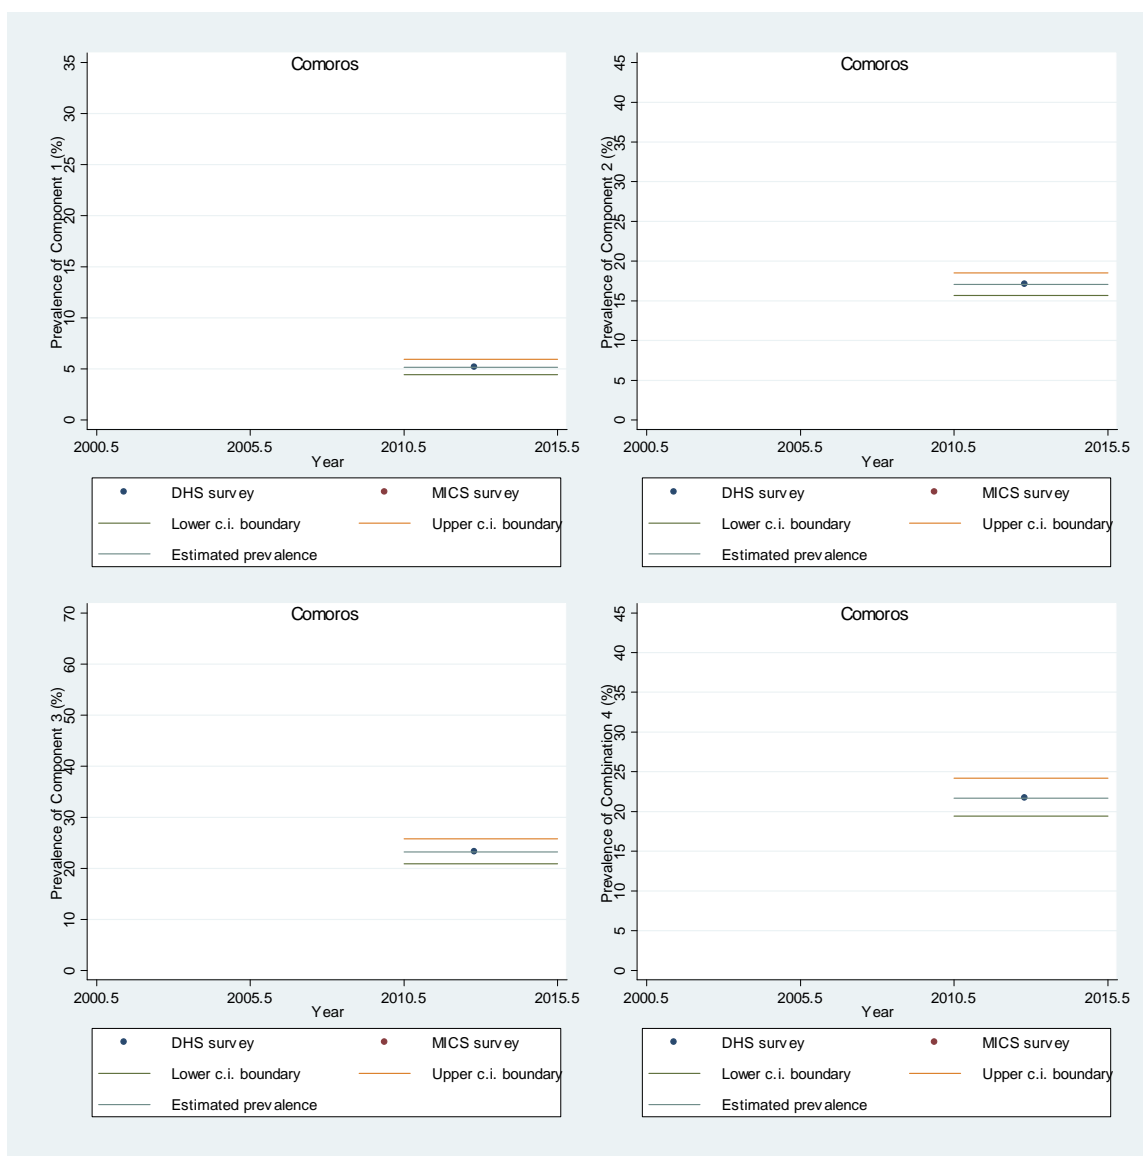 Comoros
Prevalence of Component 1 (%)
35
30
25
20
15
10
5
0
2000.5 2005.5 2010.5 2015.5
Year
DHS survey MICS survey
Lower c.i. boundary Upper c.i. boundary
Estimated prevalence
Comoros
Prevalence of Component 2 (%)
45
40
35
30
25
20
15
10
5
0
2000.5 2005.5 2010.5 2015.5
Year
DHS survey MICS survey
Lower c.i. boundary Upper c.i. boundary
Estimated prevalence
Comoros
Prevalence of Component 3 (%)
70
60
50
40
30
20
10
0
2000.5 2005.5 2010.5 2015.5
Year
DHS survey MICS survey
Lower c.i. boundary Upper c.i. boundary
Estimated prevalence
Comoros
Prevalence of Combination 4 (%)
45
40
35
30
25
20
15
10
5
0
2000.5 2005.5 2010.5 2015.5
Year
DHS survey MICS survey
Lower c.i. boundary Upper c.i. boundary
Estimated prevalence